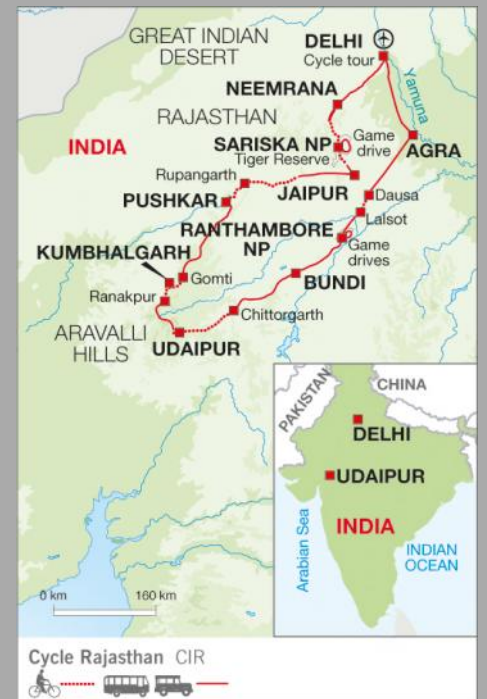 GREAT INDIAN
DESERT
DELHI
Cycle tour
Yamuna
NEEMRANA
RAJASTHAN
INDIA
SARISKA NP
Tiger Reserve
Game
drive
AGRA
Rupangarth
JAIPUR
PUSHKAR
Dausa
Lalsot
RANTHAMBORE
NP
Game
drives
KUMBHALGARH
Gomti
BUNDI
Ranakpur
Chittorgarth
ARAVALLI
HILLS
UDAIPUR
PAKISTAN
CHINA
DELHI
UDAIPUR
Arabian Sea
INDIA
INDIAN
OCEAN
0 km
160 km
Cycle Rajasthan CIR